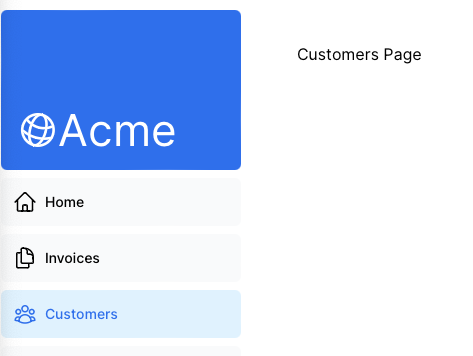 Acme
Home
Invoices
Customers
Customers Page